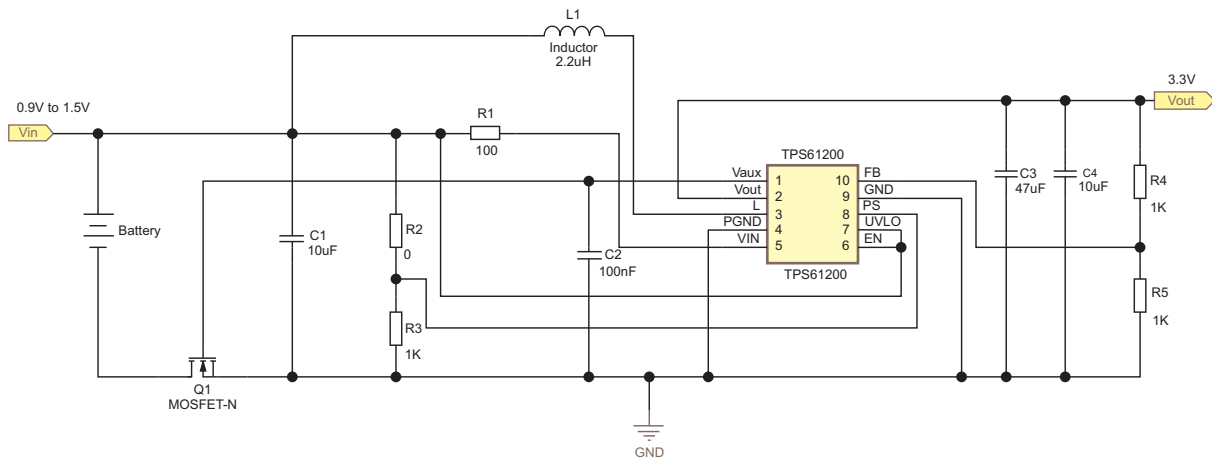 L1
Inductor
2.2uH
0.9V to 1.5V
Vin
R1
100
3.3V
Vout
TPS61200
Vaux 1 10 FB
Vout 2 9 GND
L 3 8 PS
PGND 4 7 UVLO
VIN 5 6 EN
TPS61200
C3
47uF
C4
10uF
R4
1K
Battery
C1
10uF
R2
0
C2
100nF
R3
1K
R5
1K
Q1
MOSFET-N
GND